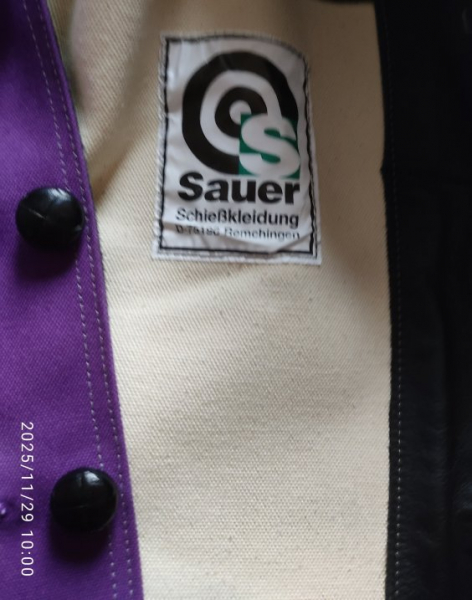 S
Sauer
Schießkleidung
D-75196 Remchingen
2025/11/29 10:00